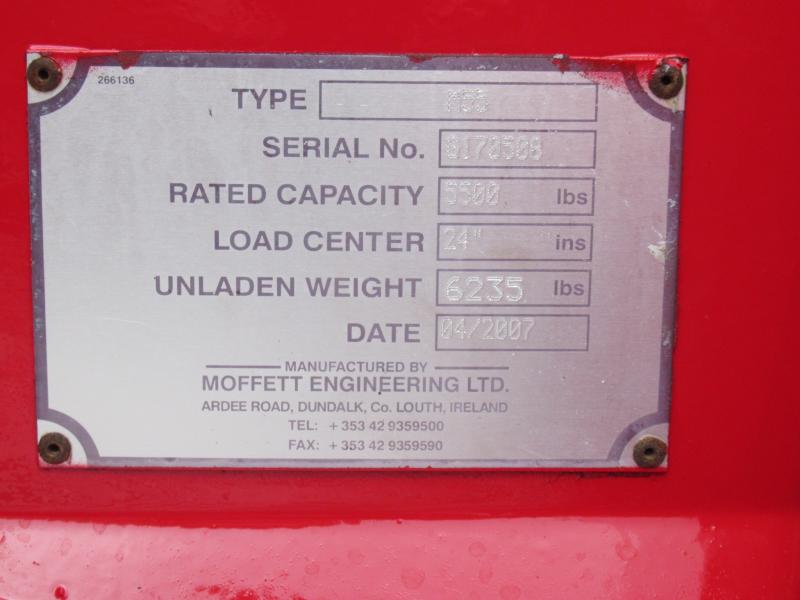 266136
TYPE
SERIAL No. G170508
RATED CAPACITY 5500 lbs
LOAD CENTER 24" ins
UNLADEN WEIGHT 6235 lbs
DATE 04/2007
MANUFACTURED BY
MOFFETT ENGINEERING LTD.
ARDEE ROAD, DUNDALK, Co. LOUTH, IRELAND
TEL: + 353 42 9359500
FAX: + 353 42 9359590